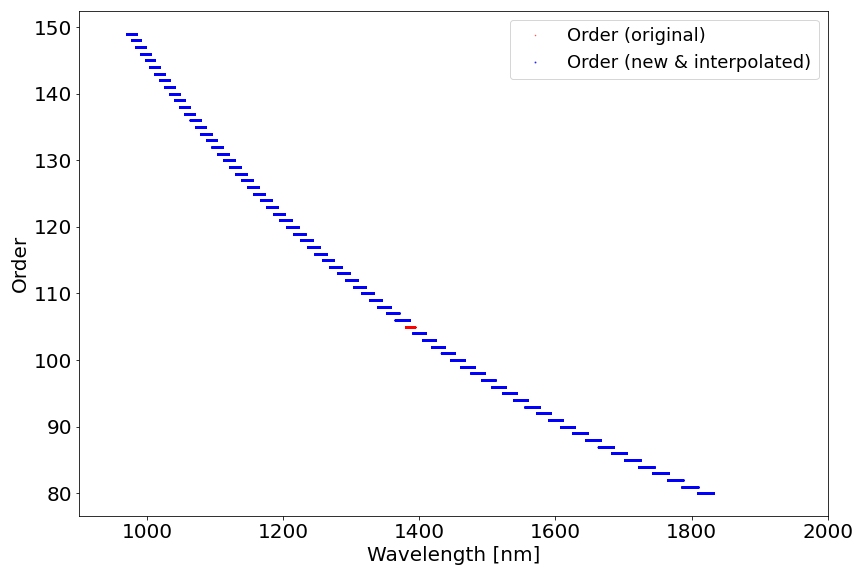 Order (original)
Order (new & interpolated)
150
140
130
120
110
100
90
80
Order
1000 1200 1400 1600 1800 2000
Wavelength [nm]